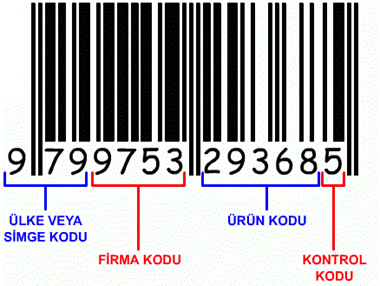 9 799753 293685
ÜLKE VEYA
SİMGE KODU
FİRMA KODU
ÜRÜN KODU
KONTROL
KODU